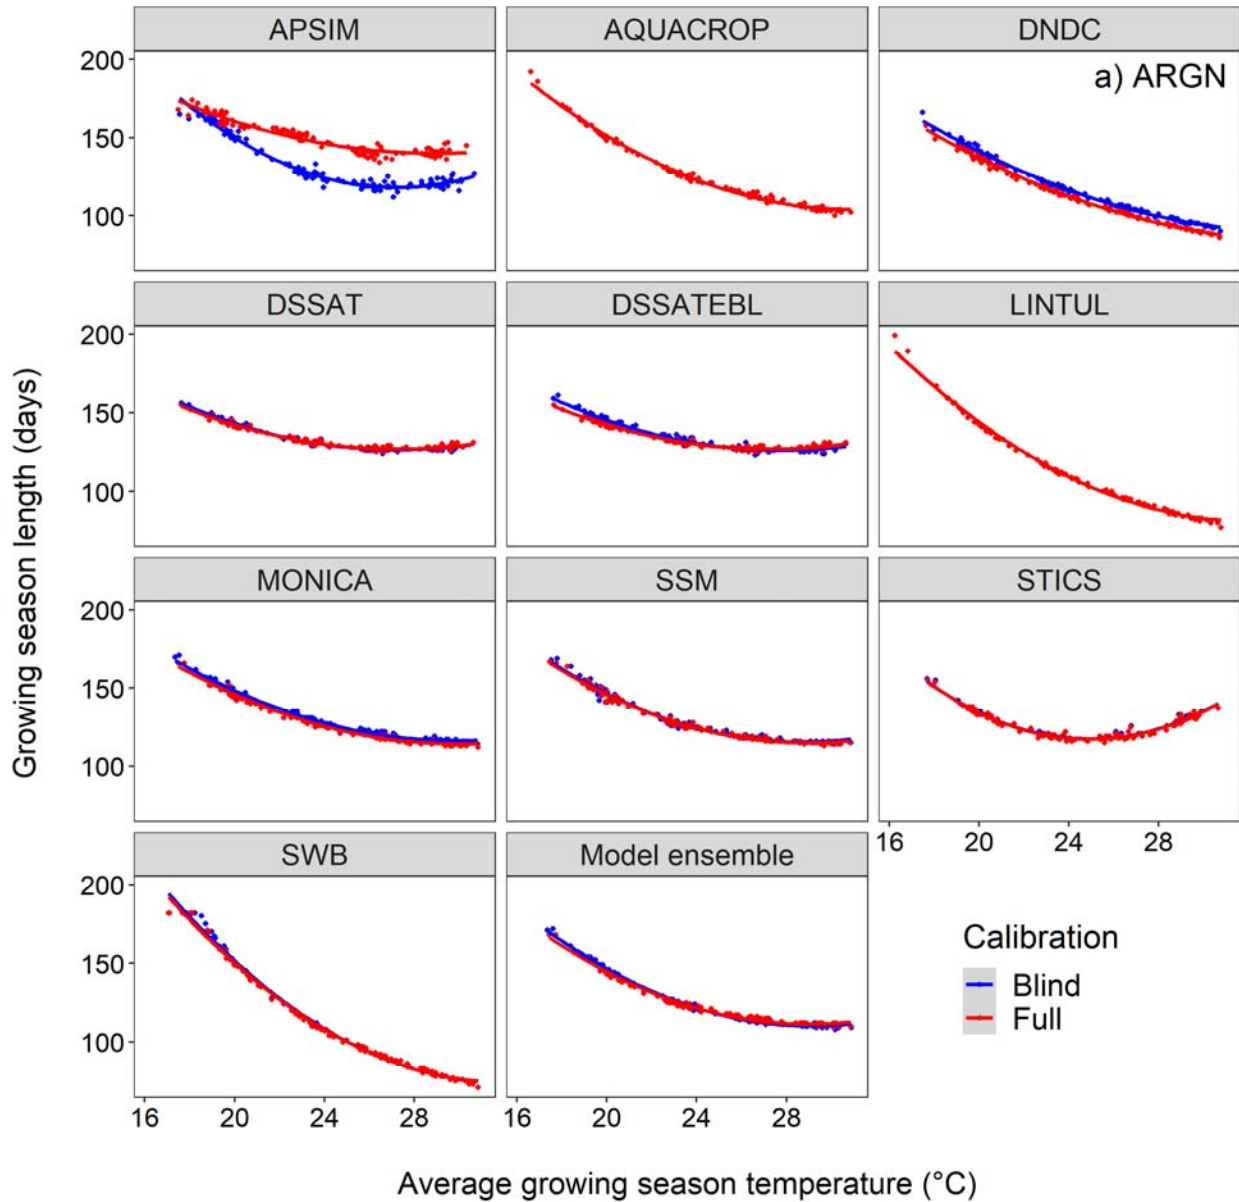 APSIM
AQUACROP
DNDC
a) ARGN
200
150
100
DSSAT
DSSATEBL
LINTUL
200
150
100
Growing season length (days)
MONICA
SSM
STICS
200
150
100
16 20 24 28
SWB
Model ensemble
200
150
100
Calibration
Blind
Full
16 20 24 28
16 20 24 28
Average growing season temperature (°C)